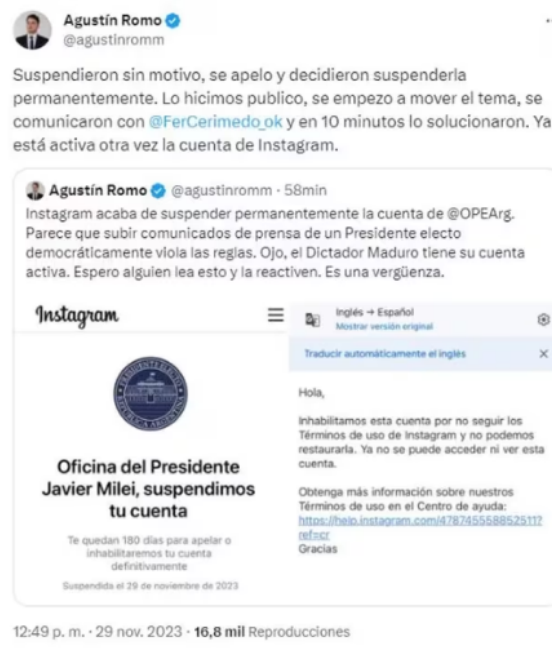 Agustín Romo
@agustinromm
Suspendieron sin motivo, se apelo y decidieron suspenderla
permanentemente. Lo hicimos publico, se empezo a mover el tema, se
comunicaron con @FerCerimedo_ok y en 10 minutos lo solucionaron. Ya
está activa otra vez la cuenta de Instagram.
Agustín Romo @agustinromm · 58min
Instagram acaba de suspender permanentemente la cuenta de @OPEArg.
Parece que subir comunicados de prensa de un Presidente electo
democráticamente viola las reglas. Ojo, el Dictador Maduro tiene su cuenta
activa. Espero alguien lea esto y la reactiven. Es una vergüenza.
Instagram
PRESIDENTE ELECTO
REPÚBLICA ARGENTINA
Oficina del Presidente
Javier Milei, suspendimos
tu cuenta
Te quedan 180 días para apelar o
inhabilitaremos tu cuenta
definitivamente
Suspendida el 29 de noviembre de 2023
Inglés → Español
Mostrar versión original
Traducir automáticamente el inglés
Hola,
Inhabilitamos esta cuenta por no seguir los
Términos de uso de Instagram y no podemos
restaurarla. Ya no se puede acceder ni ver esta
cuenta.
Obtenga más información sobre nuestros
Términos de uso en el Centro de ayuda:
https://help.instagram.com/478745558852511?
ref=cr
Gracias
12:49 p. m. · 29 nov. 2023 · 16,8 mil Reproducciones